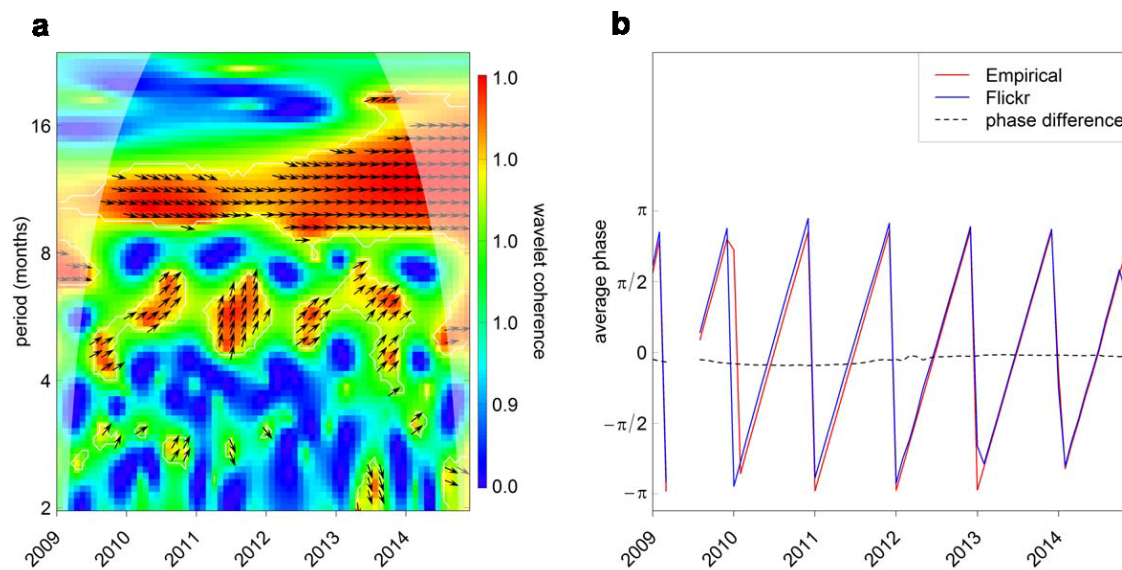 a
period (months)
16
8
4
2
2009
2010
2011
2012
2013
2014
1.0
1.0
1.0
1.0
0.9
0.0
wavelet coherence
b
average phase
π
π/2
0
−π/2
−π
2009
2010
2011
2012
2013
2014
Empirical
Flickr
phase difference